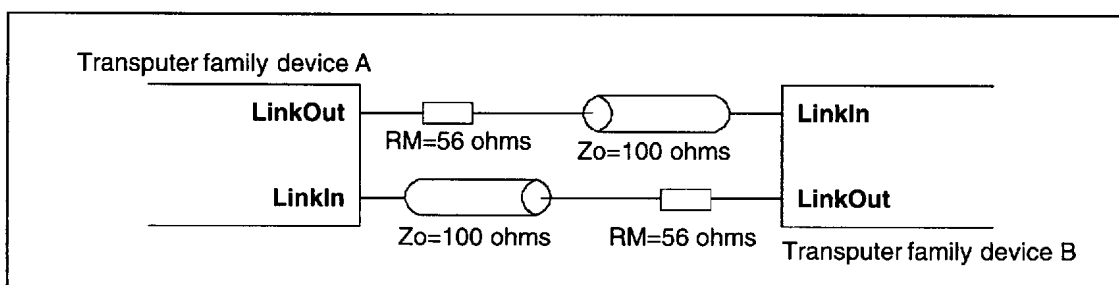 Transputer family device A
LinkOut
LinkIn
RM=56 ohms
Zo=100 ohms
LinkIn
LinkOut
Zo=100 ohms
RM=56 ohms
Transputer family device B